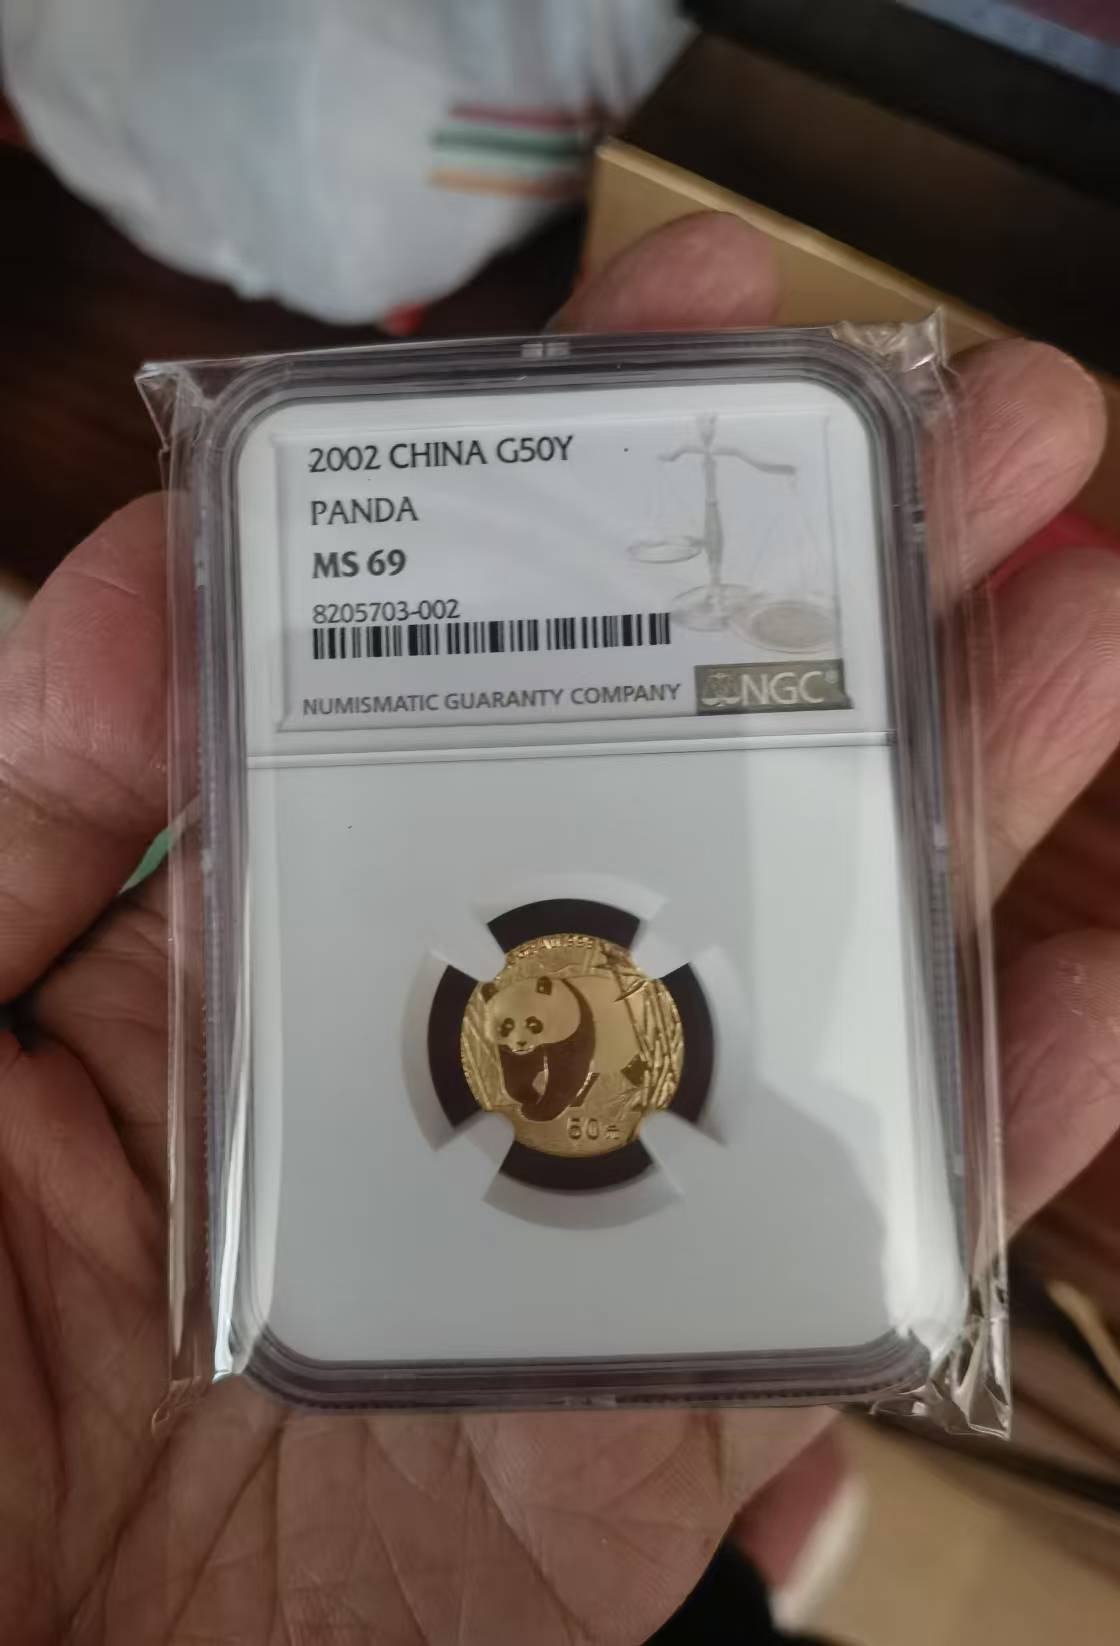 2002 CHINA G50Y
PANDA
MS 69
8205703-002
NUMISMATIC GUARANTY COMPANY
NGC®
50元